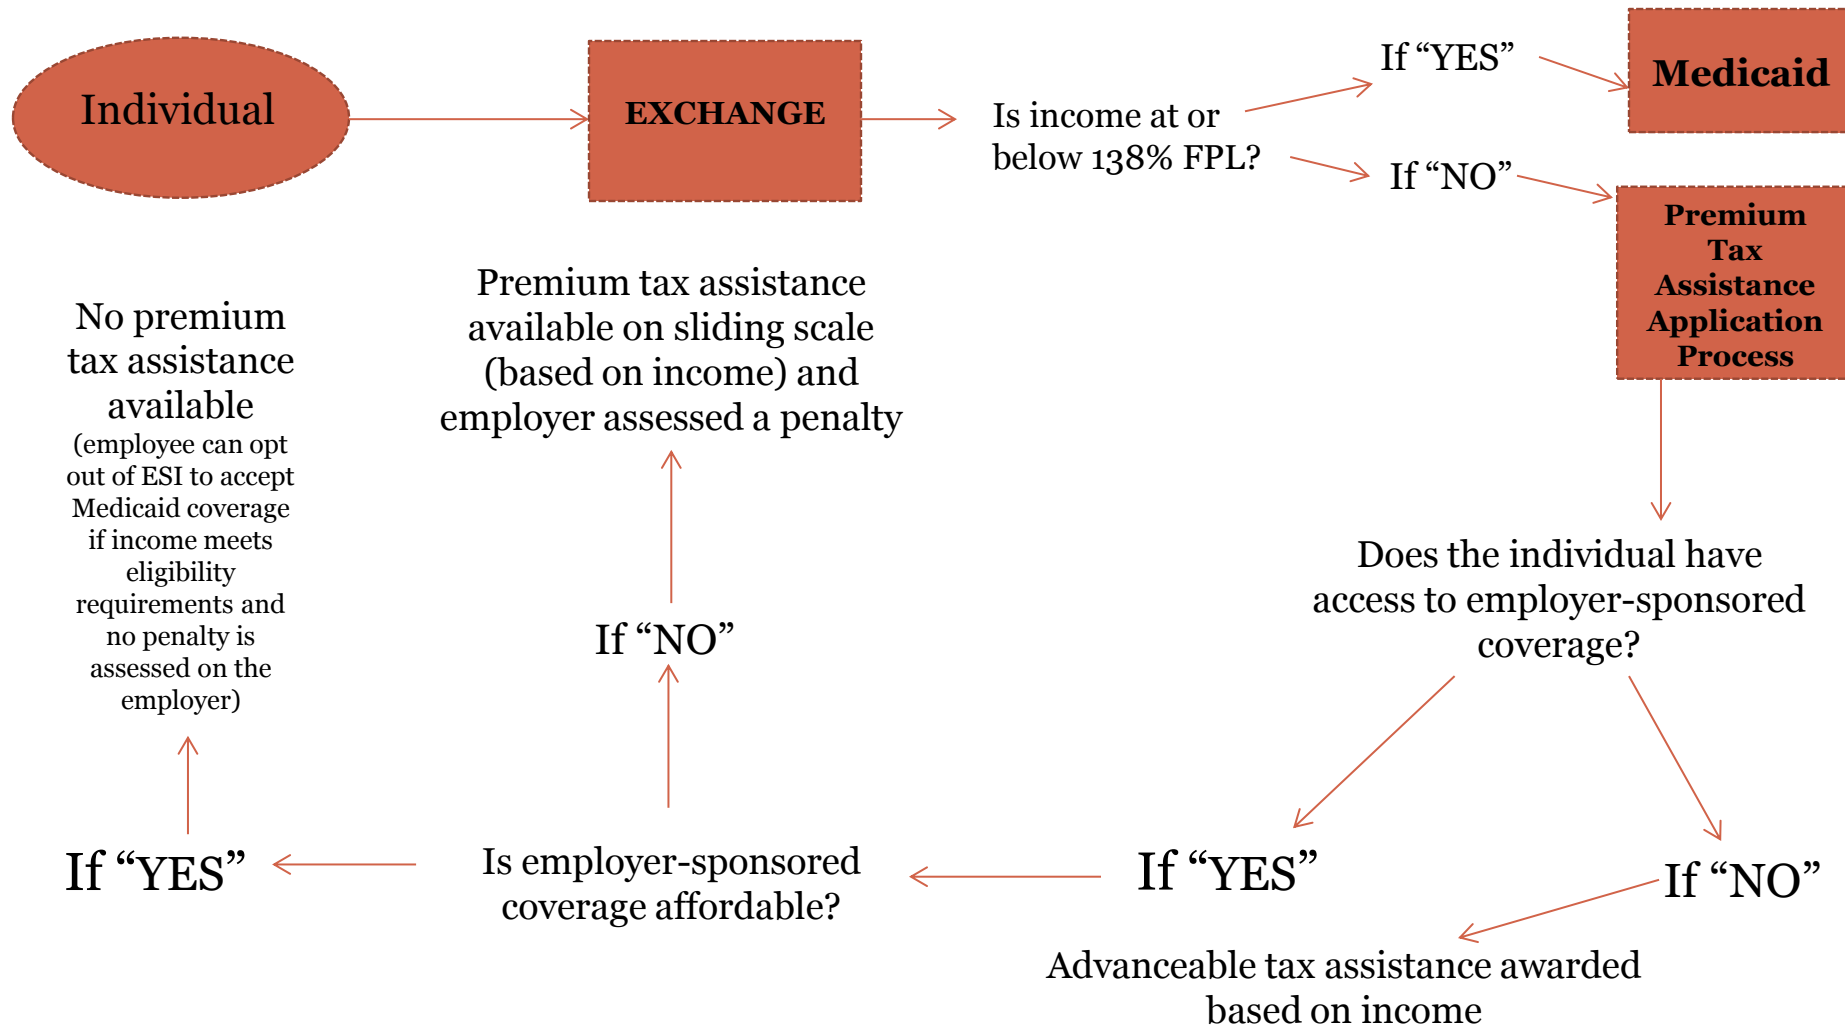 Individual
EXCHANGE
Is income at or
below 138% FPL?
If “YES”
Medicaid
If “NO”
Premium
Tax
Assistance
Application
Process
No premium
tax assistance
available
(employee can opt
out of ESI to accept
Medicaid coverage
if income meets
eligibility
requirements and
no penalty is
assessed on the
employer)
Premium tax assistance
available on sliding scale
(based on income) and
employer assessed a penalty
If “NO”
Does the individual have
access to employer-sponsored
coverage?
If “YES”
Is employer-sponsored
coverage affordable?
If “YES”
If “NO”
Advanceable tax assistance awarded
based on income